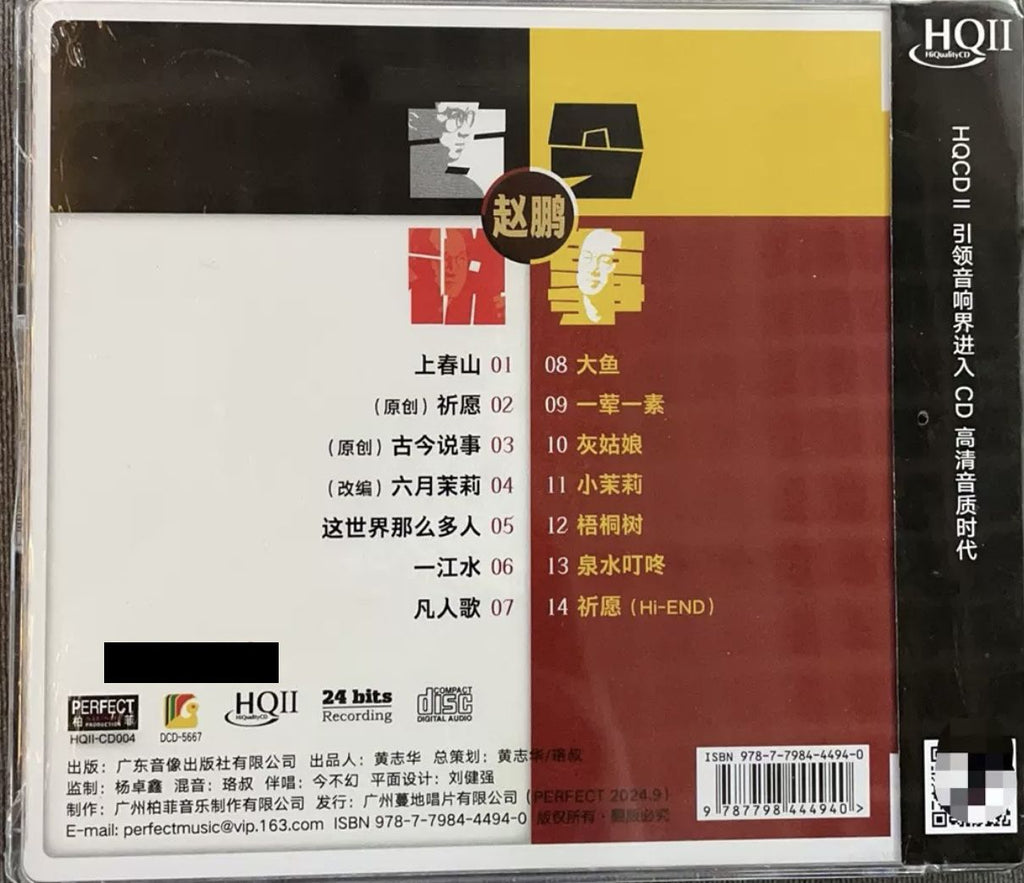 HQII
HiQualityCD
HQCD II 引领音响界进入 CD 高清音质时代
古今
赵鹏
说事
上春山 01
（原创）祈愿 02
（原创）古今说事 03
（改编）六月茉莉 04
这世界那么多人 05
一江水 06
凡人歌 07
08 大鱼
09 一荤一素
10 灰姑娘
11 小茉莉
12 梧桐树
13 泉水叮咚
14 祈愿（Hi-END）
PERFECT
柏 PRODUCTION 菲
HQII-CD004
DCD-5667
HQII
HiQualityCD
24 bits
Recording
COMPACT
disc
DIGITAL AUDIO
出版：广东音像出版社有限公司 出品人：黄志华 总策划：黄志华/珞叔
监制：杨卓鑫 混音：珞叔 伴唱：今不幻 平面设计：刘健强
制作：广州柏菲音乐制作有限公司 发行：广州蔓地唱片有限公司（PERFECT 2024.9）
E-mail: perfectmusic@vip.163.com ISBN 978-7-7984-4494-0 版权所有·翻版必究
ISBN 978-7-7984-4494-0
9 787798 444940 >